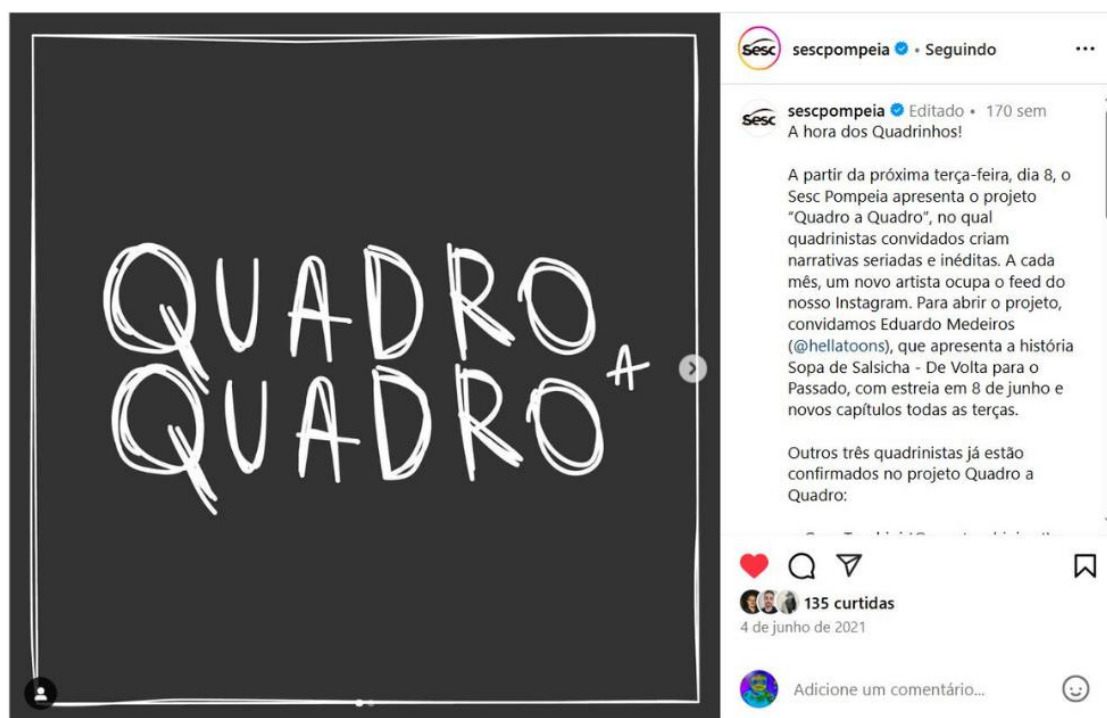 QUADRO
A
QUADRO
Sesc
sescpompeia • Seguindo
Sesc
sescpompeia Editado • 170 sem
A hora dos Quadrinhos!
A partir da próxima terça-feira, dia 8, o
Sesc Pompeia apresenta o projeto
“Quadro a Quadro”, no qual
quadrinistas convidados criam
narrativas seriadas e inéditas. A cada
mês, um novo artista ocupa o feed do
nosso Instagram. Para abrir o projeto,
convidamos Eduardo Medeiros
(@hellatoons), que apresenta a história
Sopa de Salsicha - De Volta para o
Passado, com estreia em 8 de junho e
novos capítulos todas as terças.
Outros três quadrinistas já estão
confirmados no projeto Quadro a
Quadro:
135 curtidas
4 de junho de 2021
Adicione um comentário...